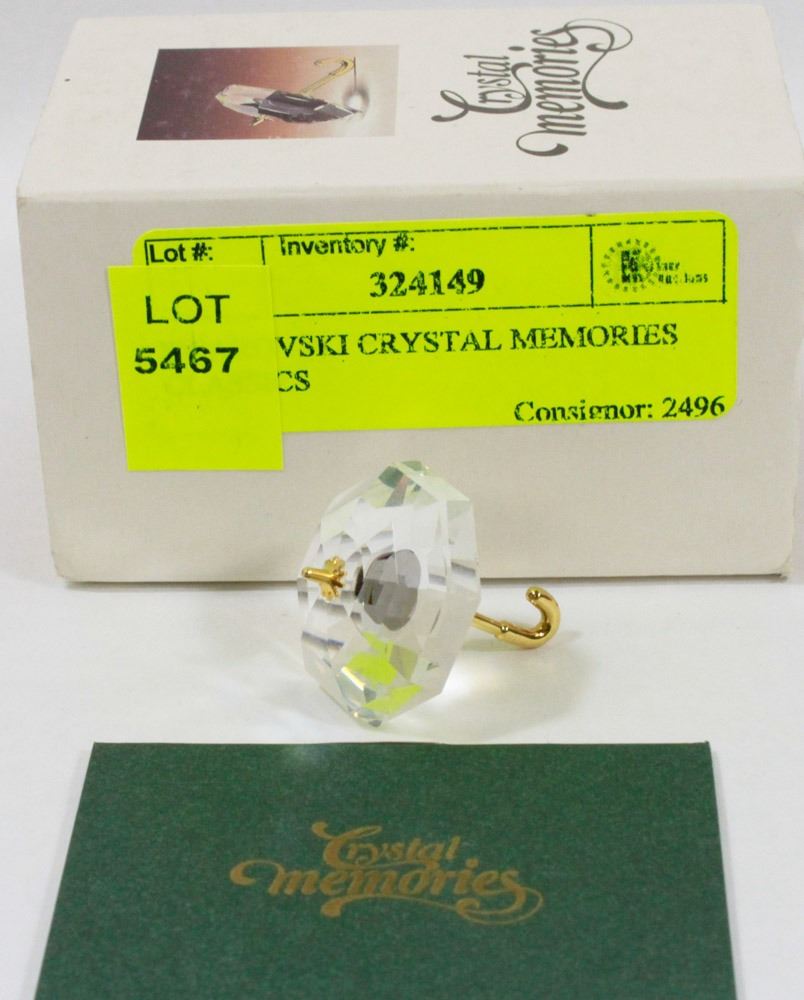 Crystal
memories
Lot #:
Inventory #:
324149
LOT
5467
VSKI CRYSTAL MEMORIES
CS
Consignor: 2496
Crystal
memories